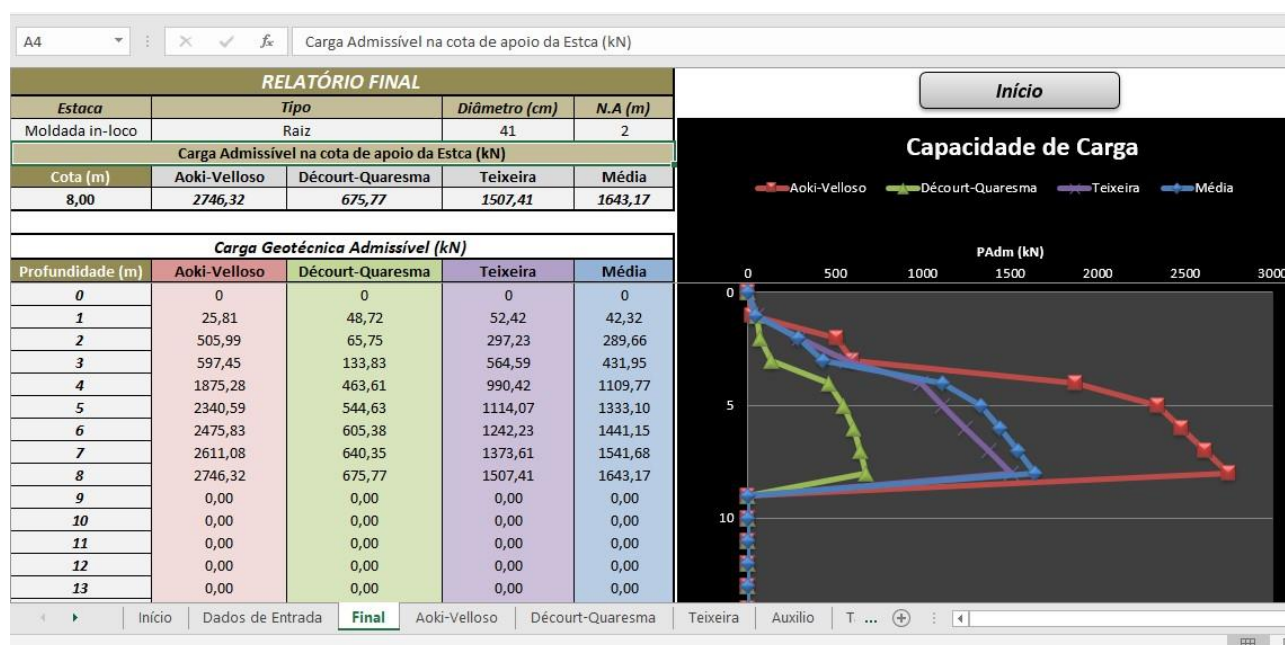 A4 fx Carga Admissível na cota de apoio da Estca (kN)
RELATÓRIO FINAL
Estaca Tipo Diâmetro (cm) N.A (m)
Moldada in-loco Raiz 41 2
Carga Admissível na cota de apoio da Estca (kN)
Cota (m) Aoki-Velloso Décourt-Quaresma Teixeira Média
8,00 2746,32 675,77 1507,41 1643,17
Carga Geotécnica Admissível (kN)
Profundidade (m) Aoki-Velloso Décourt-Quaresma Teixeira Média
0 0 0 0 0
1 25,81 48,72 52,42 42,32
2 505,99 65,75 297,23 289,66
3 597,45 133,83 564,59 431,95
4 1875,28 463,61 990,42 1109,77
5 2340,59 544,63 1114,07 1333,10
6 2475,83 605,38 1242,23 1441,15
7 2611,08 640,35 1373,61 1541,68
8 2746,32 675,77 1507,41 1643,17
9 0,00 0,00 0,00 0,00
10 0,00 0,00 0,00 0,00
11 0,00 0,00 0,00 0,00
12 0,00 0,00 0,00 0,00
13 0,00 0,00 0,00 0,00
Início
Capacidade de Carga
Aoki-Velloso Décourt-Quaresma Teixeira Média
PAdm (kN)
0 500 1000 1500 2000 2500 3000
0
5
10
Início Dados de Entrada Final Aoki-Velloso Décourt-Quaresma Teixeira Auxilio T ...